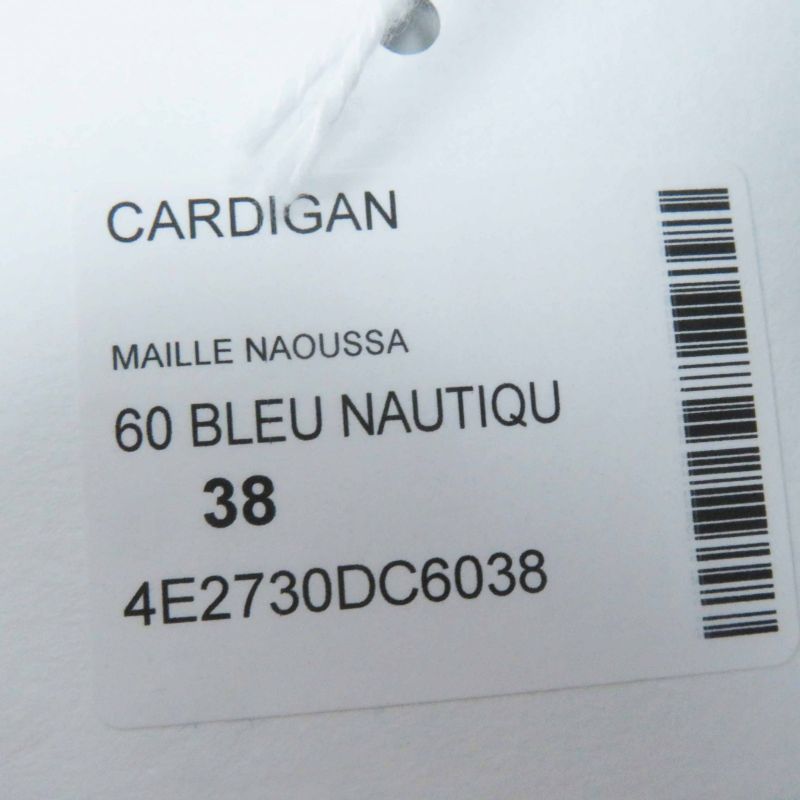 CARDIGAN
MAILLE NAOUSSA
60 BLEU NAUTIQU
38
4E2730DC6038